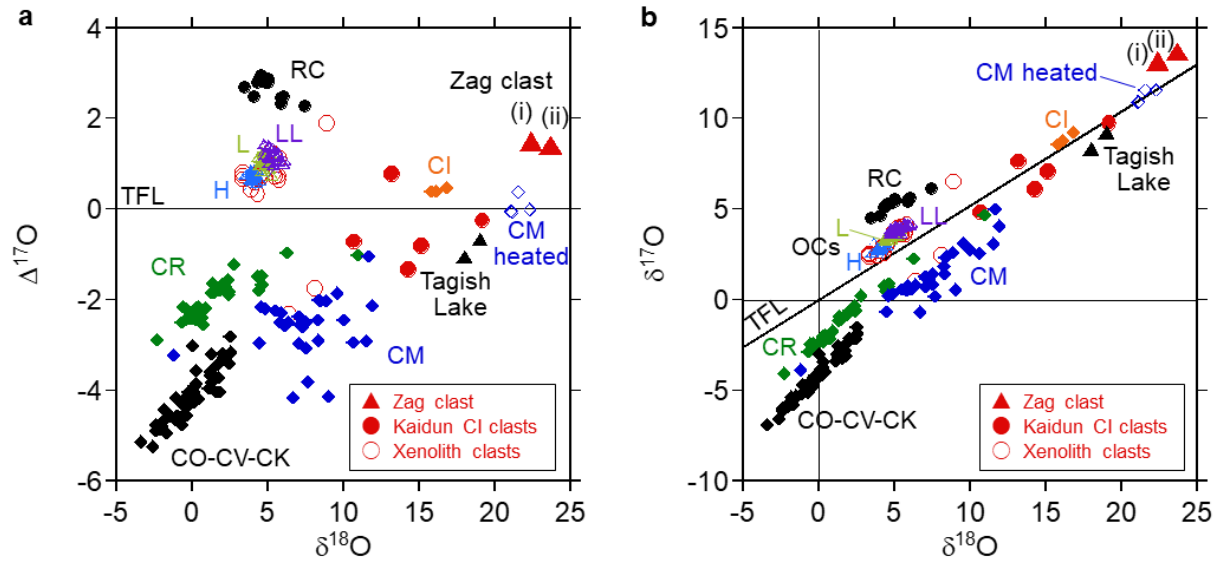 a
4
2
0
-2
-4
-6
-5
0
5
10
15
20
25
Δ¹⁷O
δ¹⁸O
RC
Zag clast
(i)
(ii)
L
LL
H
CI
TFL
CM
heated
CR
Tagish
Lake
CM
CO-CV-CK
Zag clast
Kaidun CI clasts
Xenolith clasts
b
15
10
5
0
-5
-10
-5
0
5
10
15
20
25
δ¹⁷O
δ¹⁸O
(i)
(ii)
CM heated
CI
Tagish
Lake
RC
L
LL
OCs
H
CM
TFL
CR
CO-CV-CK
Zag clast
Kaidun CI clasts
Xenolith clasts